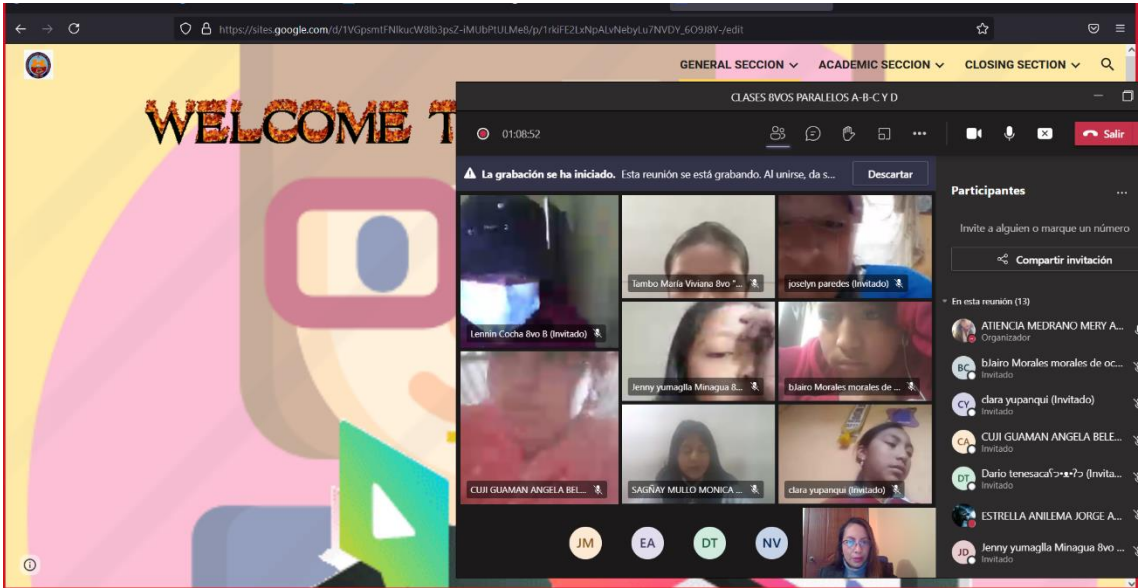 https://sites.google.com/d/1VGpsmtFNlkucW8lb3psZ-iMUbPtULMe8/p/1rkiFE2LxNpALvNebyLu7NVDY_6O9J8Y-/edit
GENERAL SECCION ACADEMIC SECCION CLOSING SECTION
WELCOME T
CLASES 8VOS PARALELOS A-B-C Y D
01:08:52
Salir
La grabación se ha iniciado. Esta reunión se está grabando. Al unirse, da s...
Descartar
Lennin Cocha 8vo B (Invitado)
Tambo María Viviana 8vo "...
joselyn paredes (Invitado)
Jenny yumaglla Minagua 8...
bJairo Morales morales de ...
CUJI GUAMAN ANGELA BEL...
SAGÑAY MULLO MONICA ...
clara yupanqui (Invitado)
JM
EA
DT
NV
Participantes
Invite a alguien o marque un número
Compartir invitación
En esta reunión (13)
ATIENCIA MEDRANO MERY A...
Organizador
BC
bJairo Morales morales de oc...
Invitado
CY
clara yupanqui (Invitado)
Invitado
CA
CUJI GUAMAN ANGELA BELE...
Invitado
DT
Dario tenesaca (Invita...
Invitado
ESTRELLA ANILEMA JORGE A...
JD
Jenny yumaglla Minagua 8vo ...
Invitado